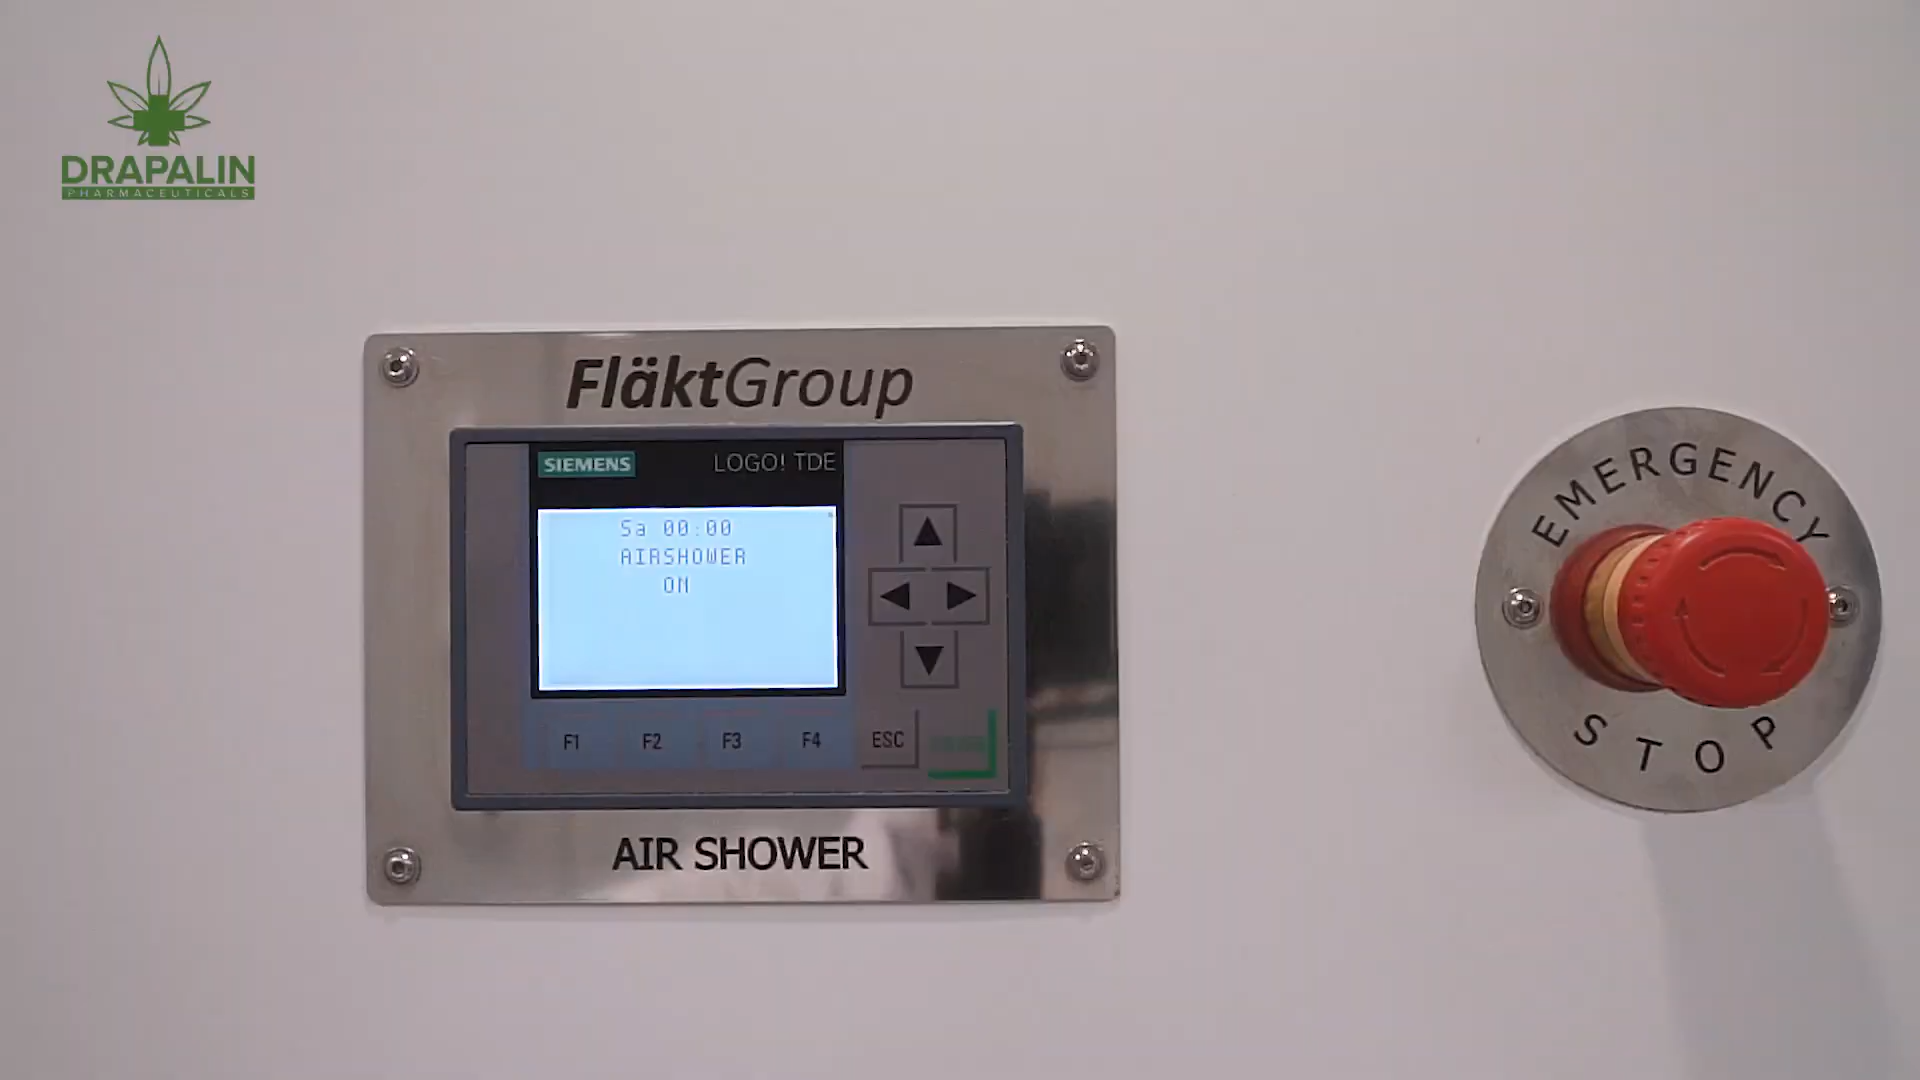 DRAPALIN
PHARMACEUTICALS
FläktGroup
SIEMENS
LOGO! TDE
Sa 00:00
AIRSHOWER
ON
F1
F2
F3
F4
ESC
AIR SHOWER
EMERGENCY
STOP